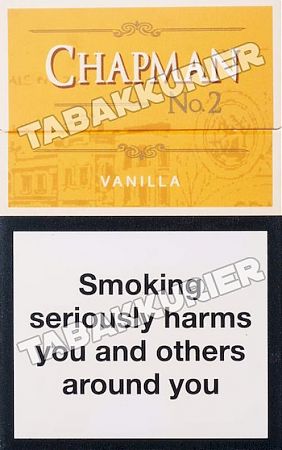 CHAPMAN
No.2
TABAKKURIER
VANILLA
Smoking
seriously harms
you and others
around you
TABAKKURIER